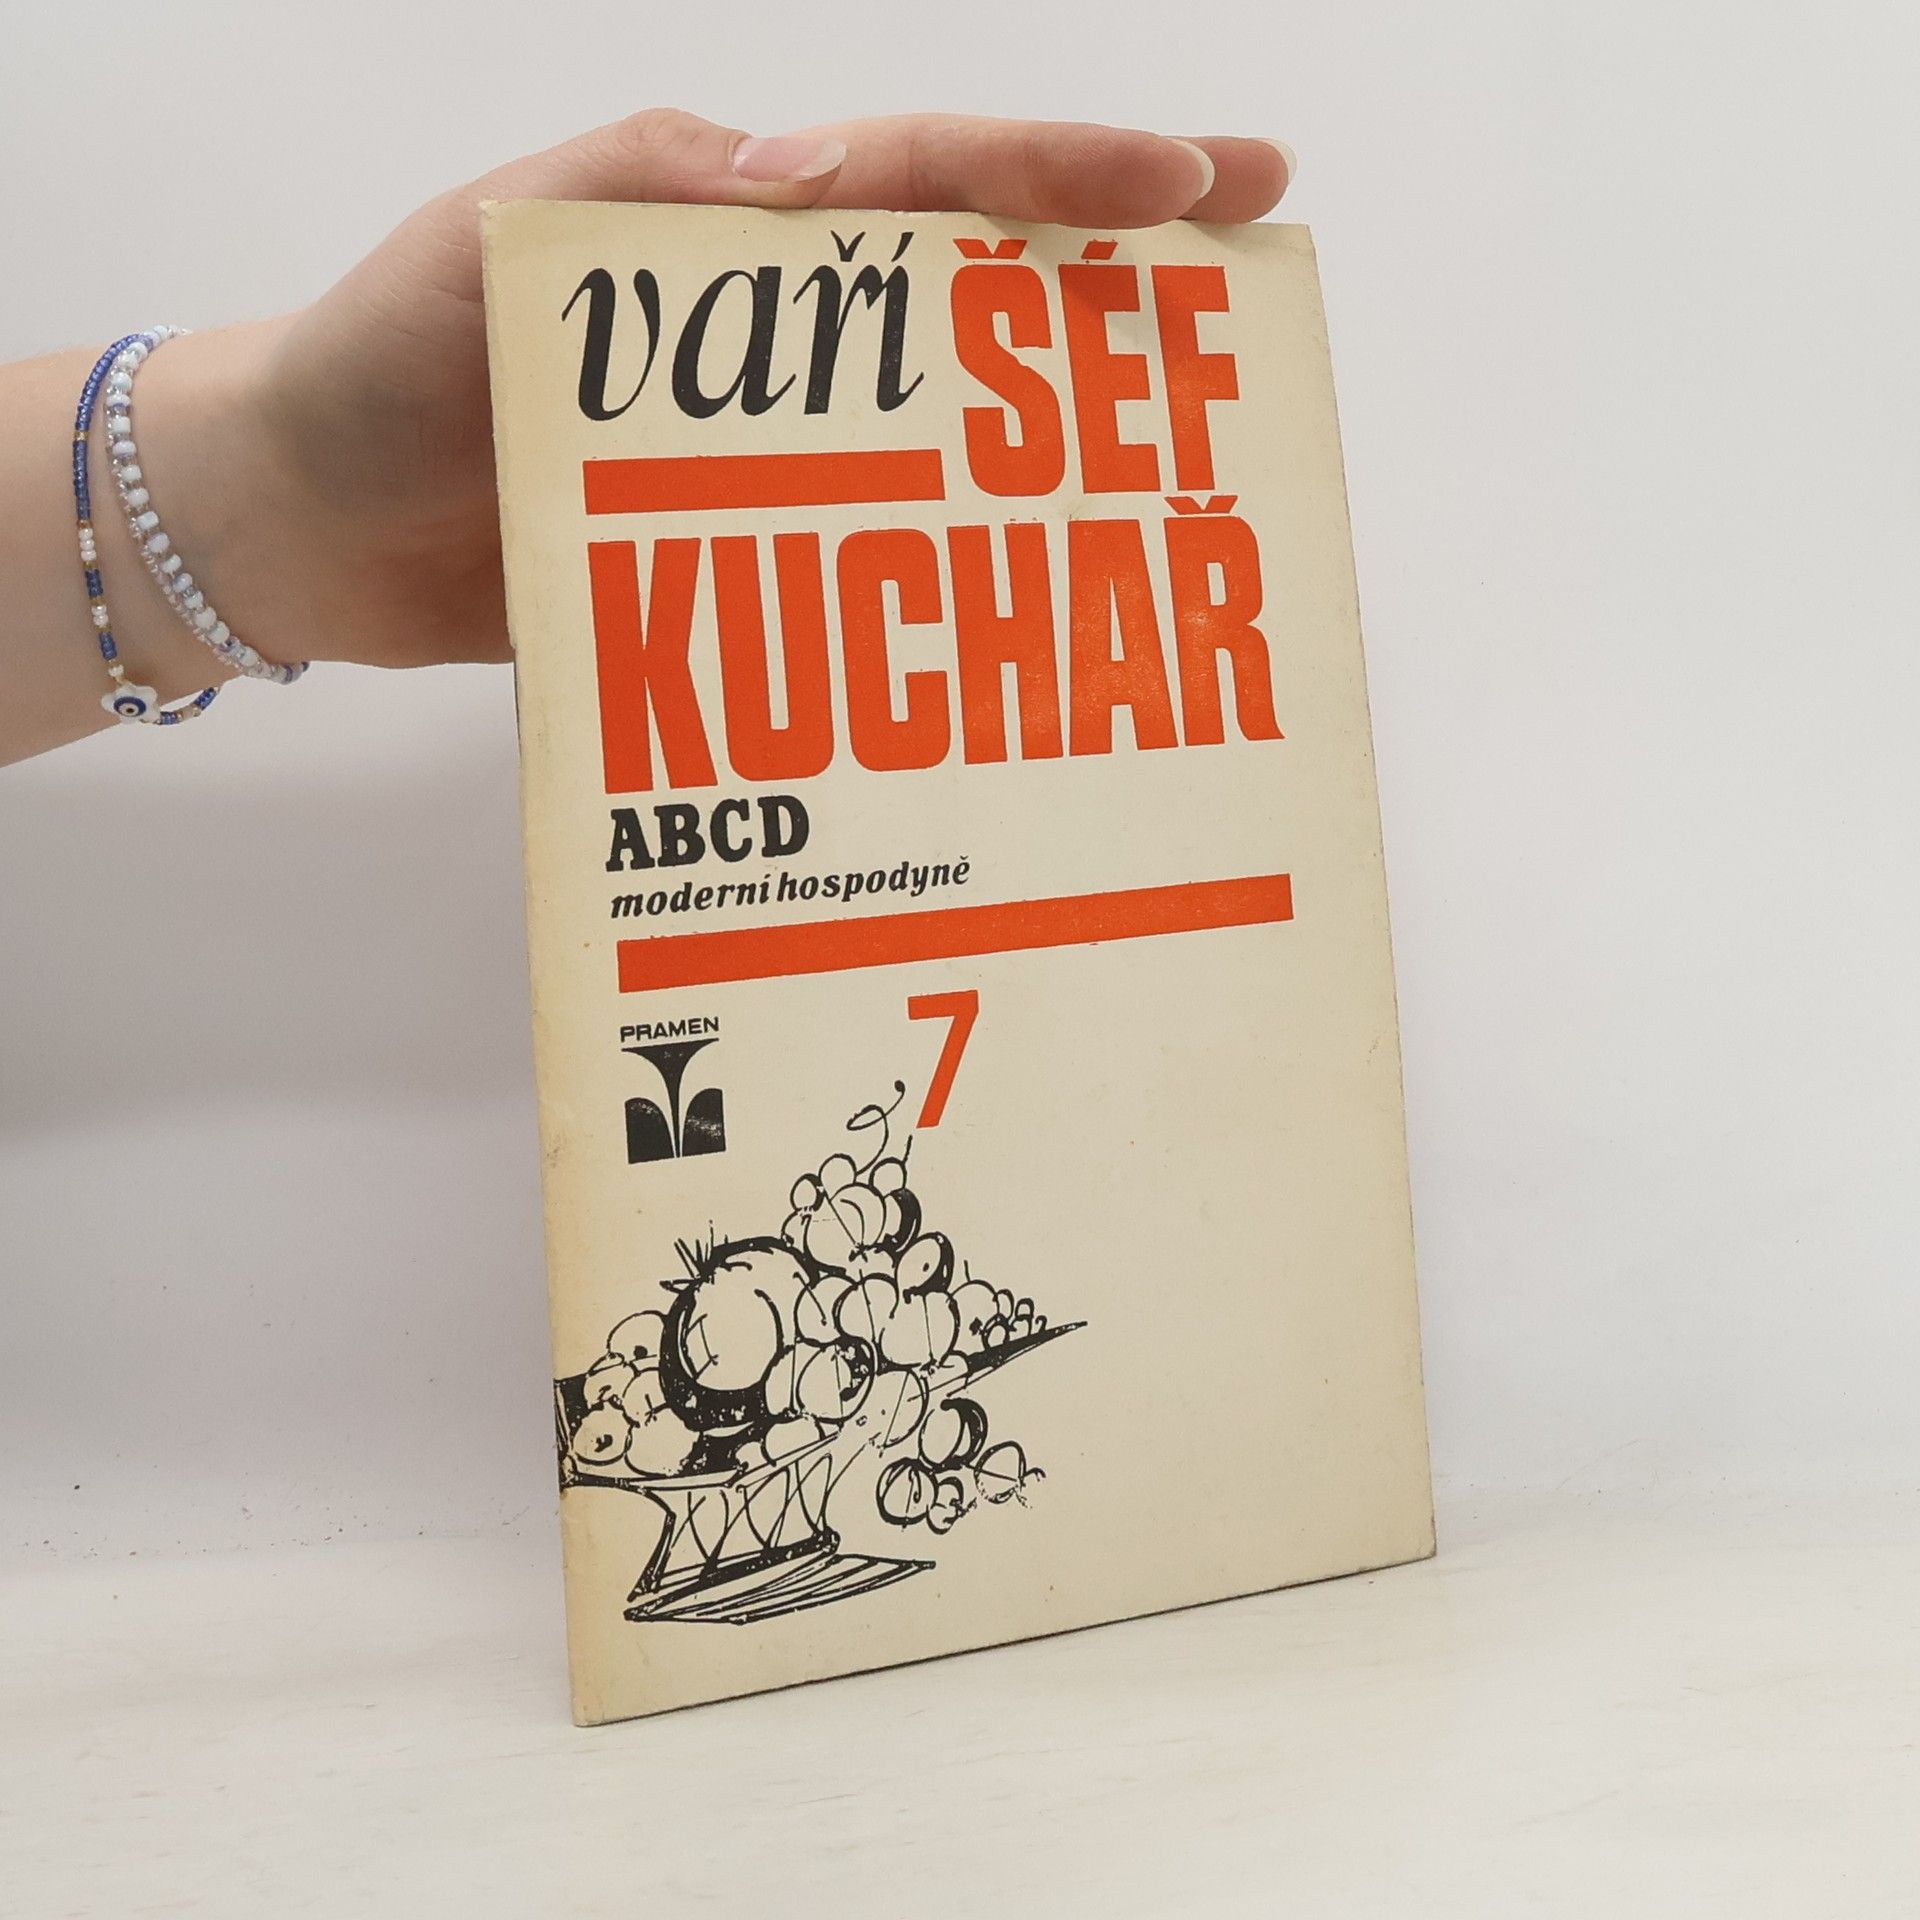 vaří ŠÉF
KUCHAŘ
ABCD
moderní hospodyně
PRAMEN
7